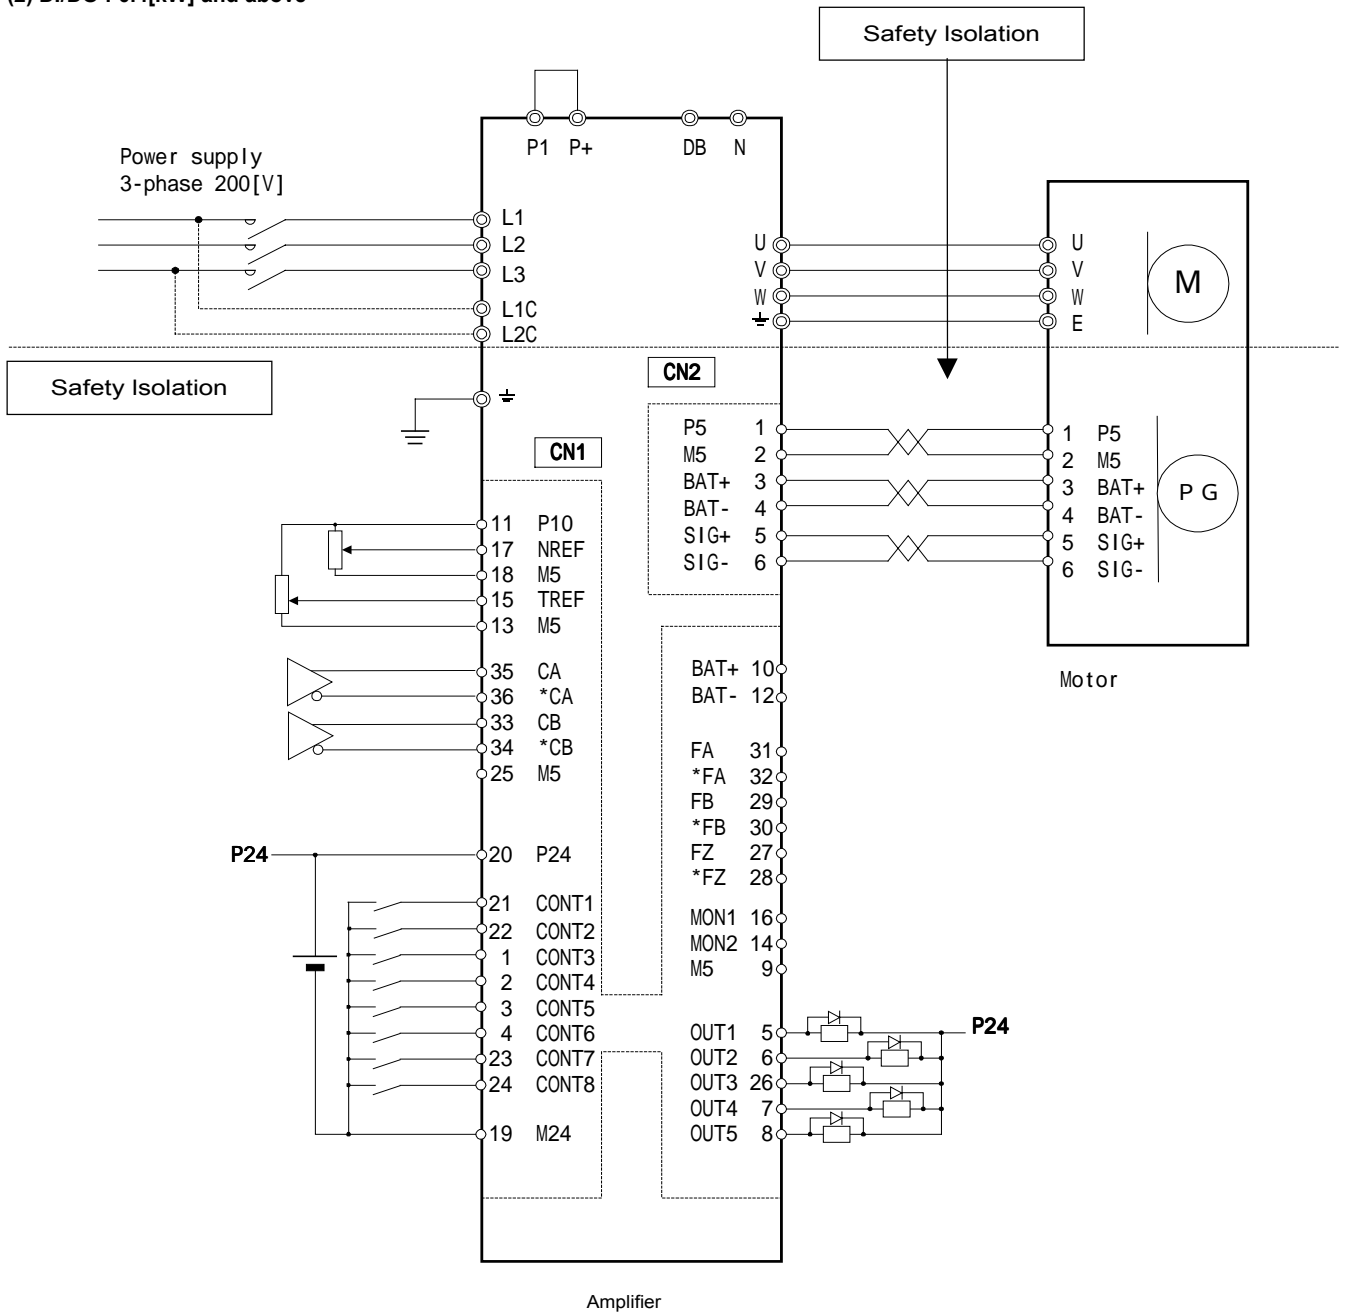 Safety Isolation
P1 P+ DB N
Power supply
3-phase 200[V]
L1
L2
L3
L1C
L2C
U
V
W
U
V
W
E
M
Safety Isolation
CN2
P5 1
M5 2
BAT+ 3
BAT- 4
SIG+ 5
SIG- 6
1 P5
2 M5
3 BAT+
4 BAT-
5 SIG+
6 SIG-
P G
Motor
CN1
11 P10
17 NREF
18 M5
15 TREF
13 M5
35 CA
36 *CA
33 CB
34 *CB
25 M5
P24
20 P24
21 CONT1
22 CONT2
1 CONT3
2 CONT4
3 CONT5
4 CONT6
23 CONT7
24 CONT8
19 M24
BAT+ 10
BAT- 12
FA 31
*FA 32
FB 29
*FB 30
FZ 27
*FZ 28
MON1 16
MON2 14
M5 9
OUT1 5
OUT2 6
OUT3 26
OUT4 7
OUT5 8
P24
Amplifier